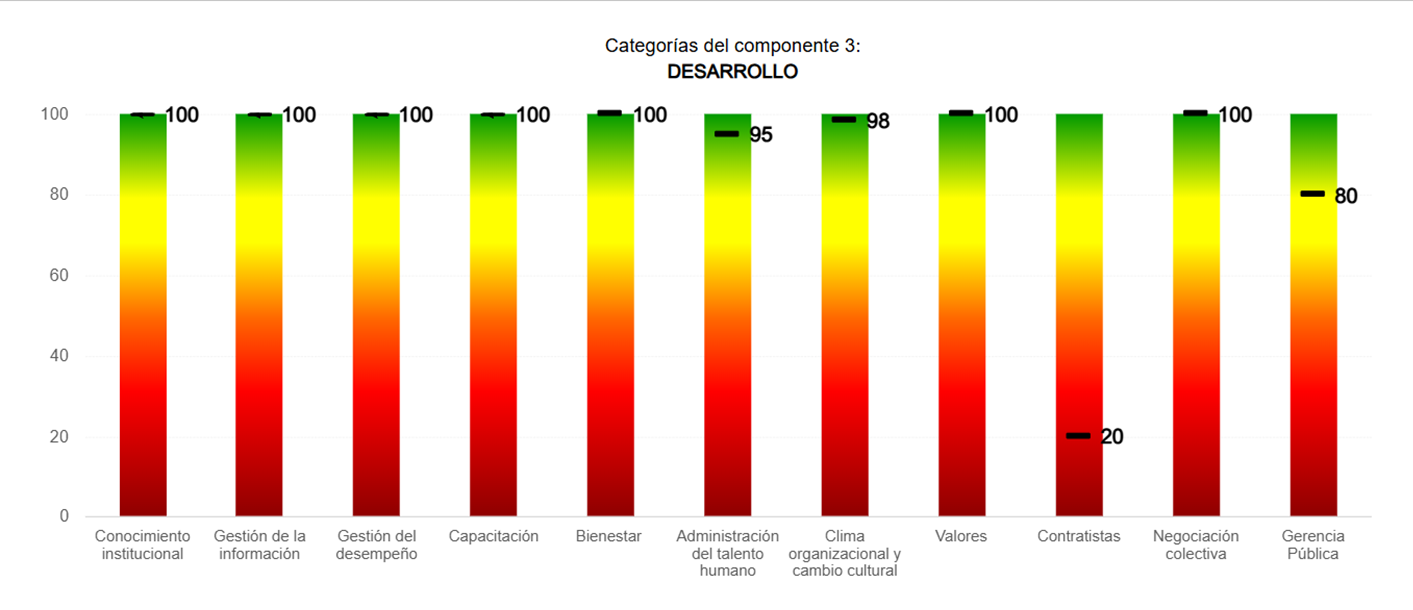 Categorías del componente 3:
DESARROLLO
100
80
60
40
20
0
100
100
100
100
100
95
98
100
20
100
80
Conocimiento
institucional
Gestión de la
información
Gestión del
desempeño
Capacitación
Bienestar
Administración
del talento
humano
Clima
organizacional y
cambio cultural
Valores
Contratistas
Negociación
colectiva
Gerencia
Pública